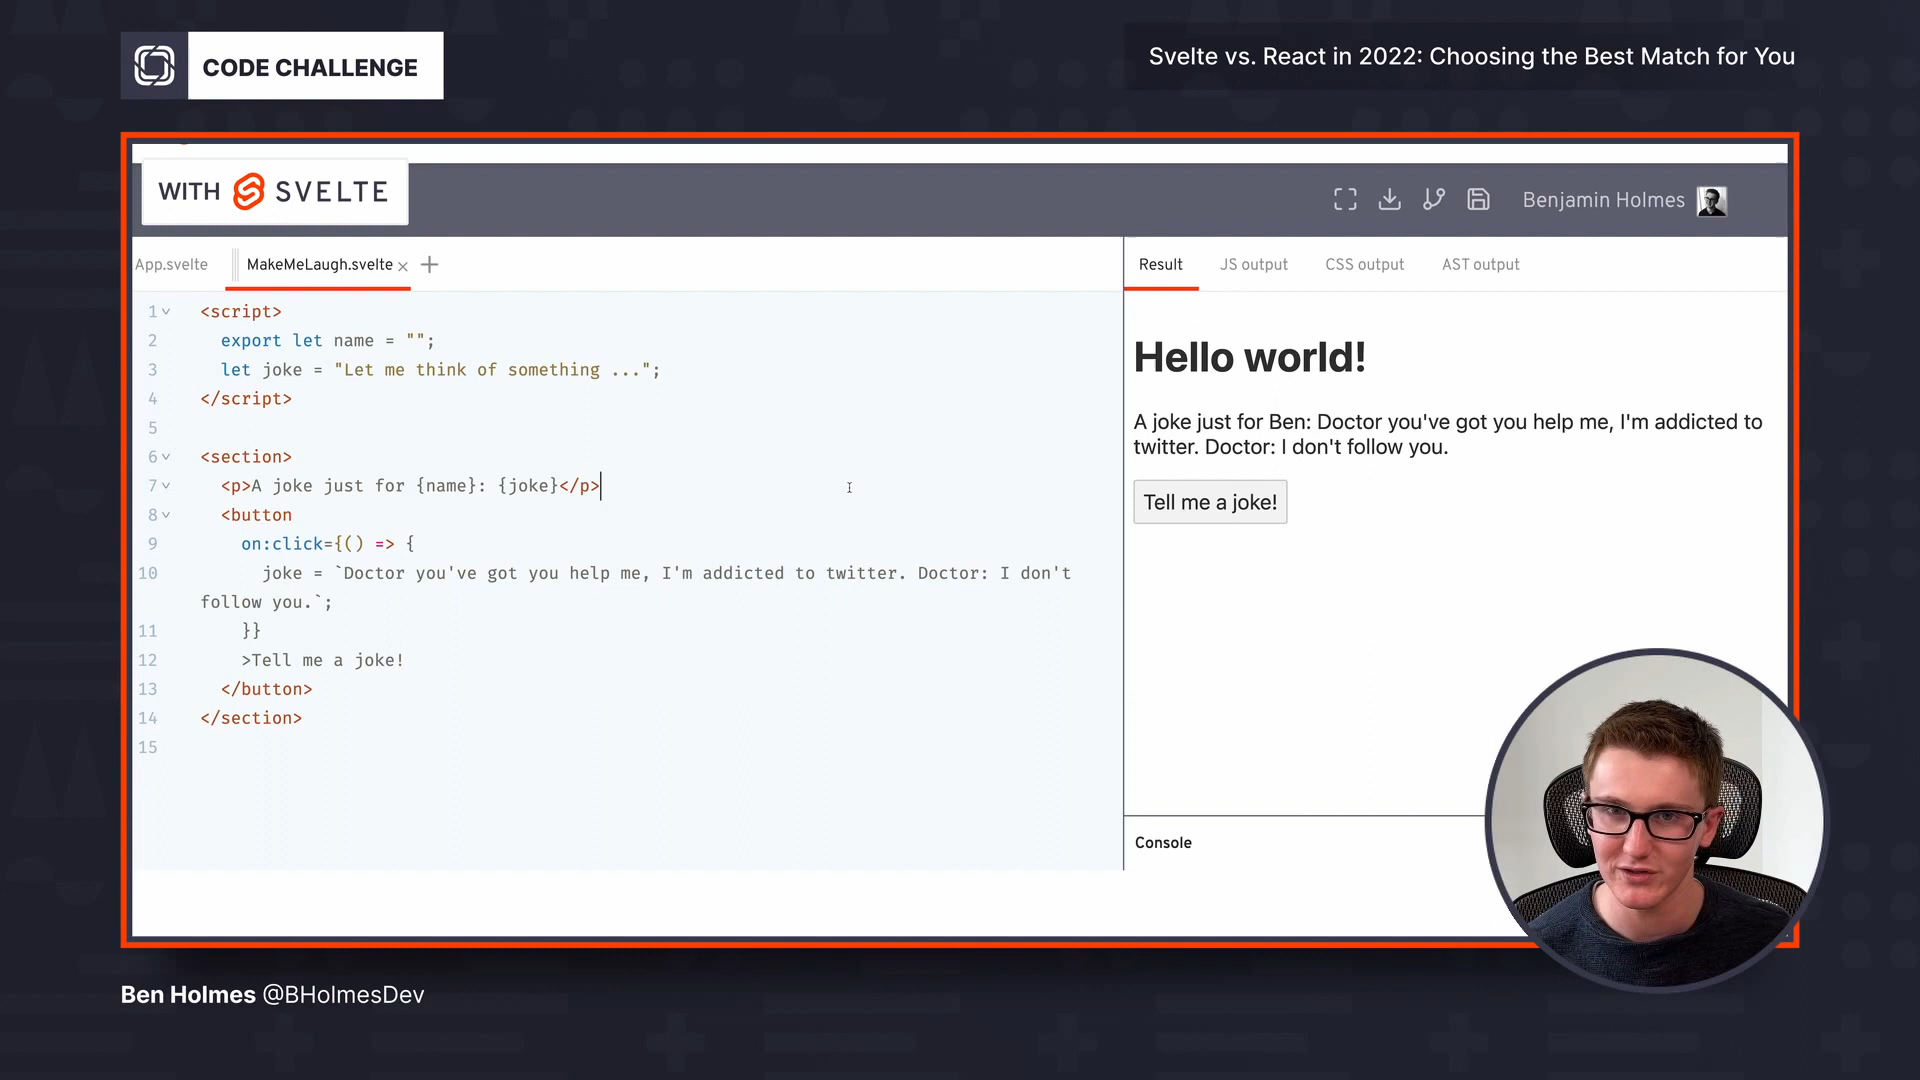 CODE CHALLENGE
Svelte vs. React in 2022: Choosing the Best Match for You
WITH SVELTE
Benjamin Holmes
App.svelte
MakeMeLaugh.svelte × +
Result JS output CSS output AST output
1 <script>
2 export let name = "";
3 let joke = "Let me think of something ...";
4 </script>
5
6 <section>
7 <p>A joke just for {name}: {joke}</p>
8 <button
9 on:click={() => {
10 joke = `Doctor you've got you help me, I'm addicted to twitter. Doctor: I don't
follow you.`;
11 }}
12 >Tell me a joke!
13 </button>
14 </section>
15
Hello world!
A joke just for Ben: Doctor you've got you help me, I'm addicted to
twitter. Doctor: I don't follow you.
Tell me a joke!
Console
Ben Holmes @BHolmesDev